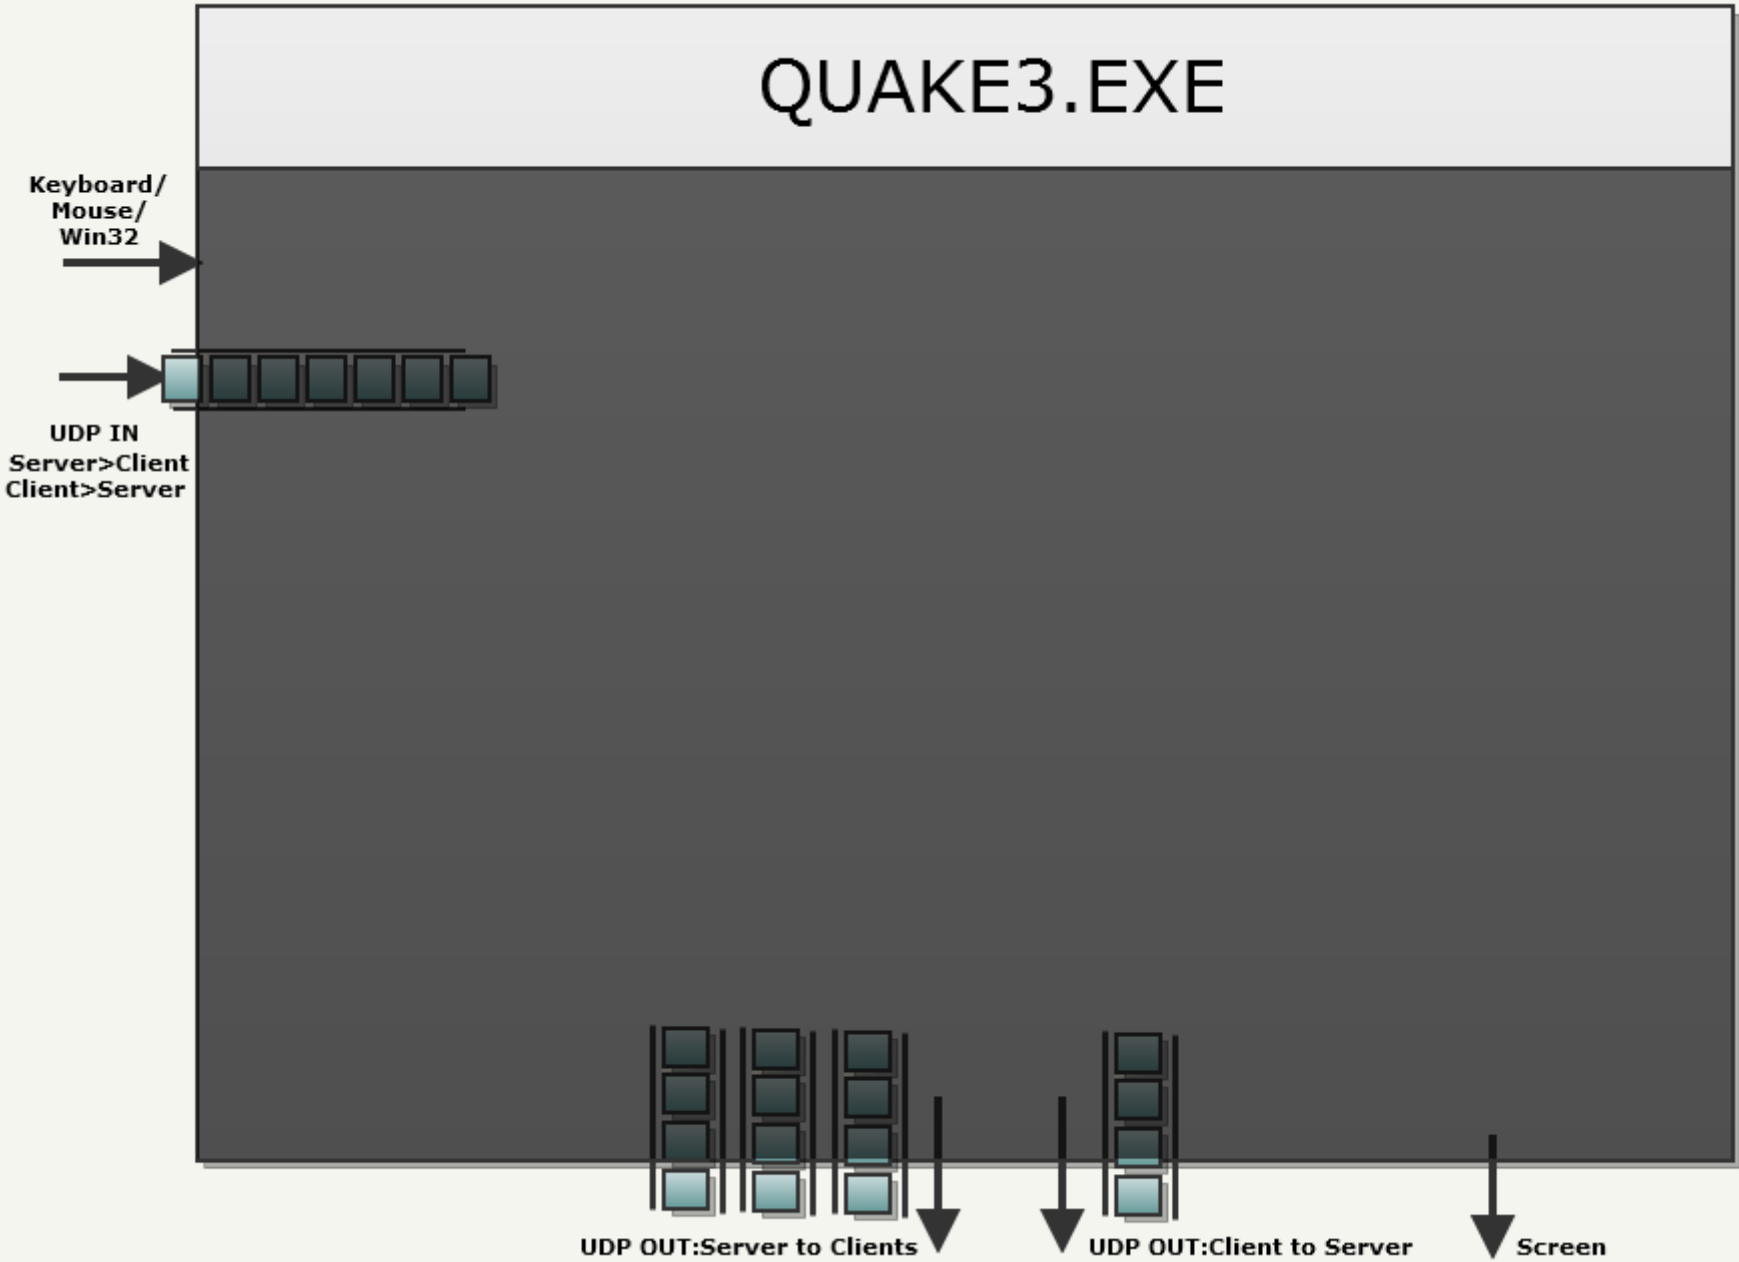 QUAKE3.EXE
Keyboard/
Mouse/
Win32
UDP IN
Server>Client
Client>Server
UDP OUT:Server to Clients
UDP OUT:Client to Server
Screen